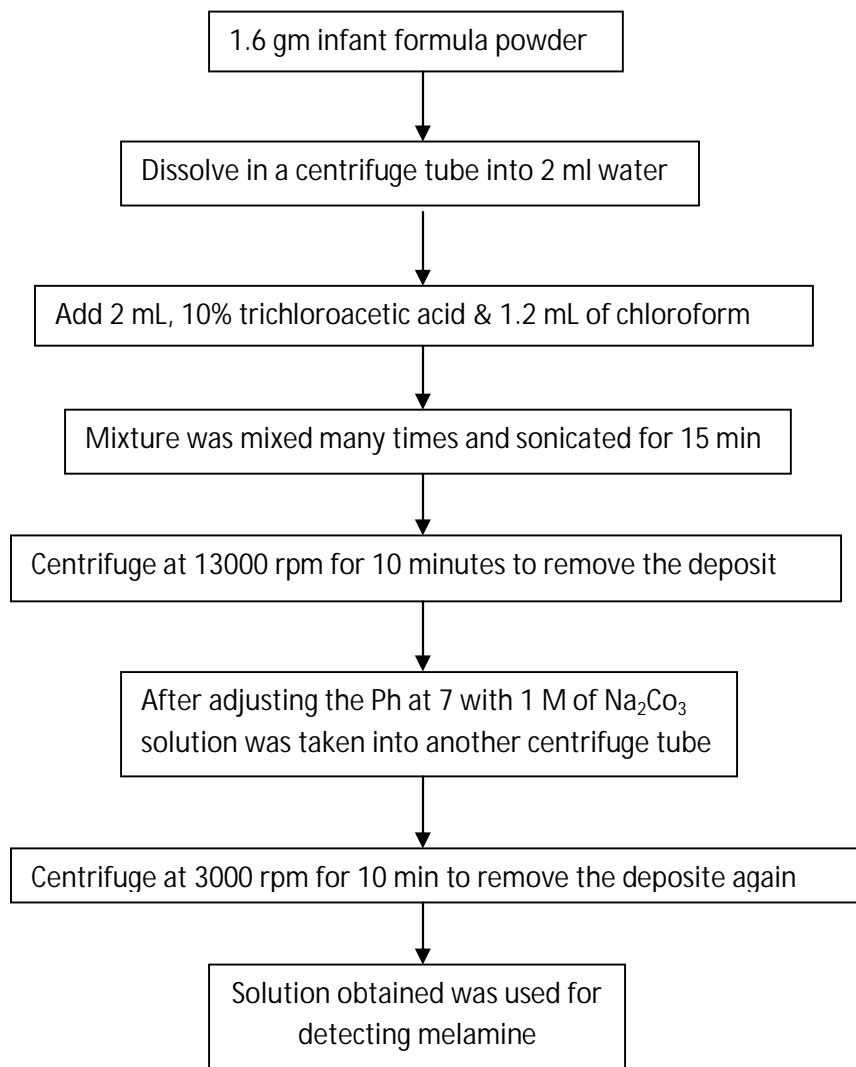 1.6 gm infant formula powder
Dissolve in a centrifuge tube into 2 ml water
Add 2 mL, 10% trichloroacetic acid & 1.2 mL of chloroform
Mixture was mixed many times and sonicated for 15 min
Centrifuge at 13000 rpm for 10 minutes to remove the deposit
After adjusting the Ph at 7 with 1 M of Na₂Co₃
solution was taken into another centrifuge tube
Centrifuge at 3000 rpm for 10 min to remove the deposite again
Solution obtained was used for
detecting melamine